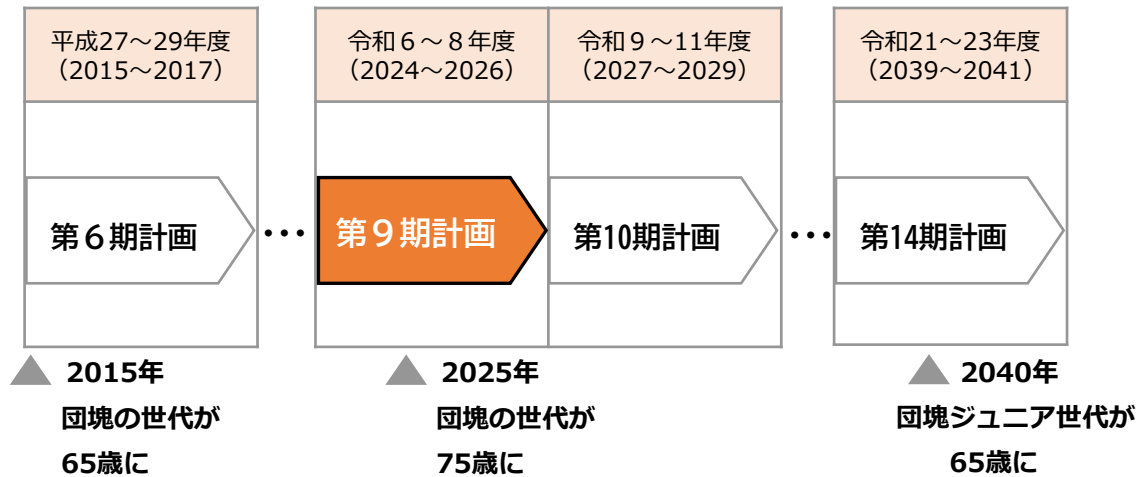 平成27～29年度
（2015～2017）
令和６～８年度
（2024～2026）
令和９～11年度
（2027～2029）
令和21～23年度
（2039～2041）
第６期計画
…
第９期計画
第10期計画
…
第14期計画
2015年
団塊の世代が
65歳に
2025年
団塊の世代が
75歳に
2040年
団塊ジュニア世代が
65歳に